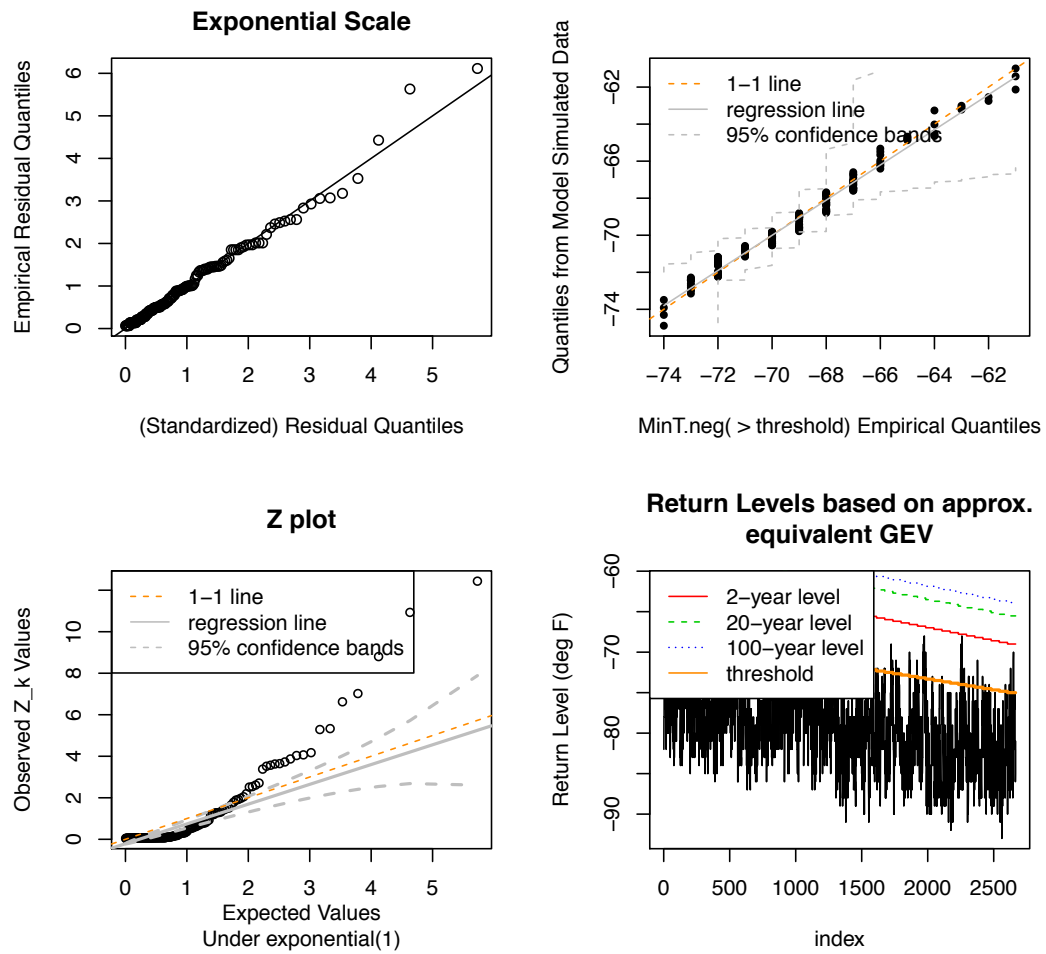 Exponential Scale
Empirical Residual Quantiles
0 1 2 3 4 5 6
0 1 2 3 4 5
(Standardized) Residual Quantiles
Quantiles from Model Simulated Data
−74 −70 −66 −62
1−1 line
regression line
95% confidence bands
−74 −72 −70 −68 −66 −64 −62
MinT.neg( > threshold) Empirical Quantiles
Z plot
Observed Z_k Values
0 2 4 6 8 10
1−1 line
regression line
95% confidence bands
0 1 2 3 4 5
Expected Values
Under exponential(1)
Return Levels based on approx.
equivalent GEV
Return Level (deg F)
−90 −80 −70 −60
2−year level
20−year level
100−year level
threshold
0 500 1000 1500 2000 2500
index